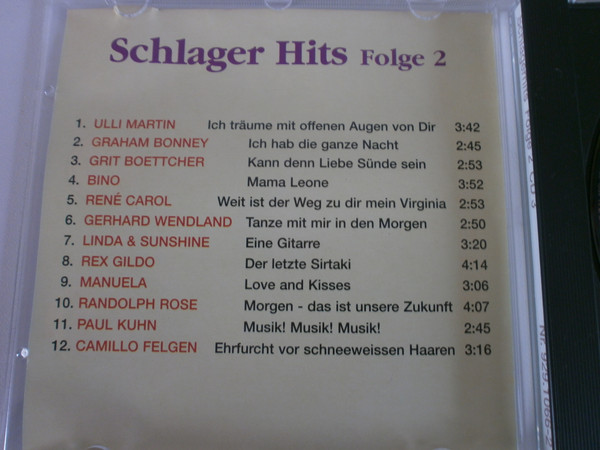 Schlager Hits Folge 2
1. ULLI MARTIN Ich träume mit offenen Augen von Dir 3:42
2. GRAHAM BONNEY Ich hab die ganze Nacht 2:45
3. GRIT BOETTCHER Kann denn Liebe Sünde sein 2:53
4. BINO Mama Leone 3:52
5. RENÉ CAROL Weit ist der Weg zu dir mein Virginia 2:53
6. GERHARD WENDLAND Tanze mit mir in den Morgen 2:50
7. LINDA & SUNSHINE Eine Gitarre 3:20
8. REX GILDO Der letzte Sirtaki 4:14
9. MANUELA Love and Kisses 3:06
10. RANDOLPH ROSE Morgen - das ist unsere Zukunft 4:07
11. PAUL KUHN Musik! Musik! Musik! 2:45
12. CAMILLO FELGEN Ehrfurcht vor schneeweissen Haaren 3:16